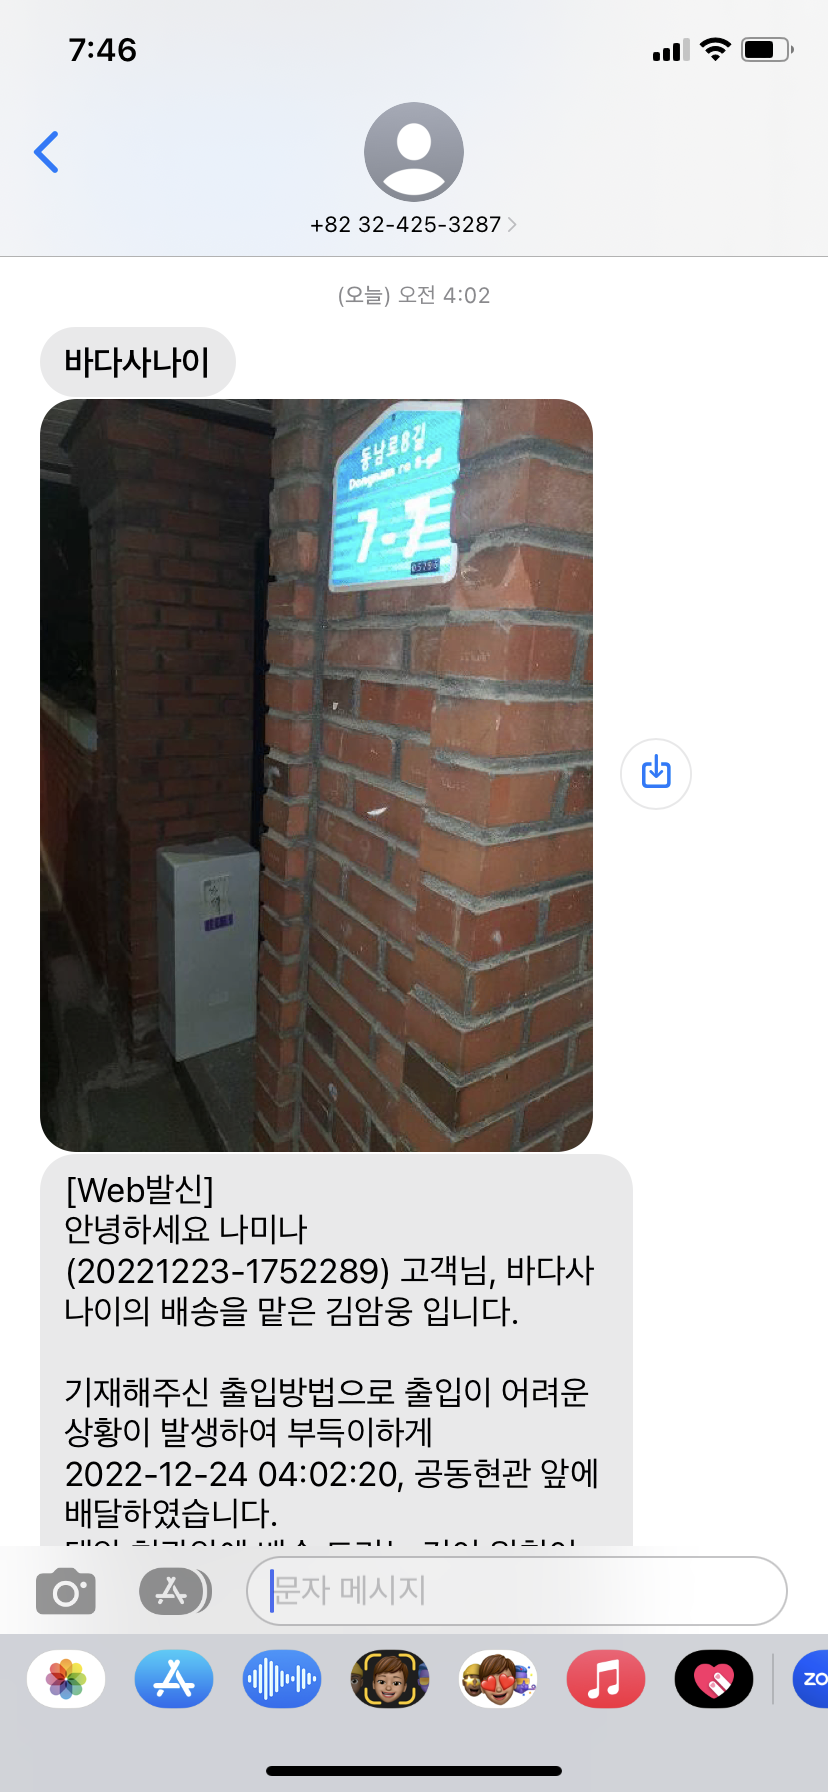 7:46
+82 32-425-3287
(오늘) 오전 4:02
바다사나이
동남로8길
Dongnam ro 8-gil
7-7
[Web발신]
안녕하세요 나미나
(20221223-1752289) 고객님, 바다사
나이의 배송을 맡은 김암웅 입니다.
기재해주신 출입방법으로 출입이 어려운
상황이 발생하여 부득이하게
2022-12-24 04:02:20, 공동현관 앞에
배달하였습니다.
문자 메시지
zo